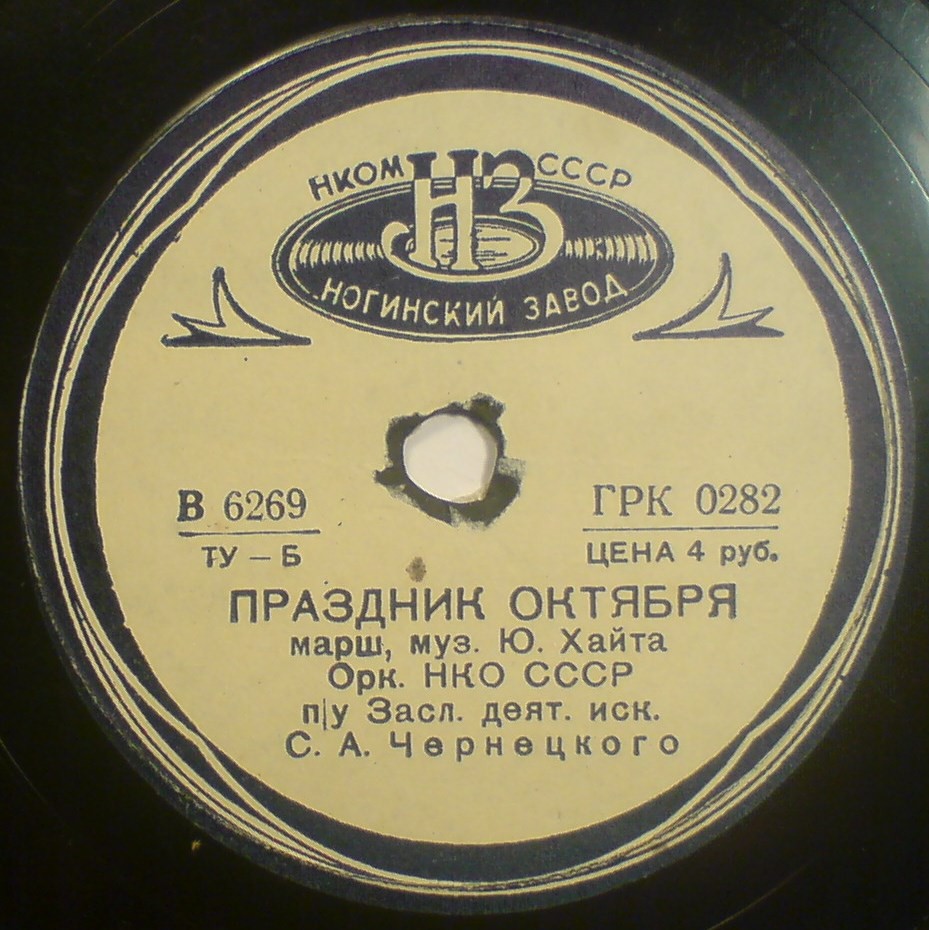 НКОМ НЗ СССР
НОГИНСКИЙ ЗАВОД
В 6269 ГРК 0282
ТУ – Б ЦЕНА 4 руб.
ПРАЗДНИК ОКТЯБРЯ
марш, муз. Ю. Хайта
Орк. НКО СССР
п/у Засл. деят. иск.
С. А. Чернецкого